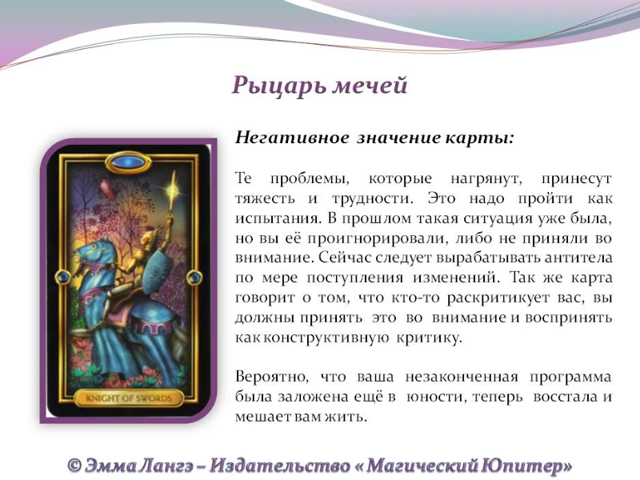 Рыцарь мечей
Негативное значение карты:
Те проблемы, которые нагрянут, принесут
тяжесть и трудности. Это надо пройти как
испытания. В прошлом такая ситуация уже была,
но вы её проигнорировали, либо не приняли во
внимание. Сейчас следует вырабатывать антитела
по мере поступления изменений. Так же карта
говорит о том, что кто-то раскритикует вас, вы
должны принять это во внимание и воспринять
как конструктивную критику.
Вероятно, что ваша незаконченная программа
была заложена ещё в юности, теперь восстала и
мешает вам жить.
KNIGHT OF SWORDS
© Эмма Лангэ – Издательство « Магический Юпитер»